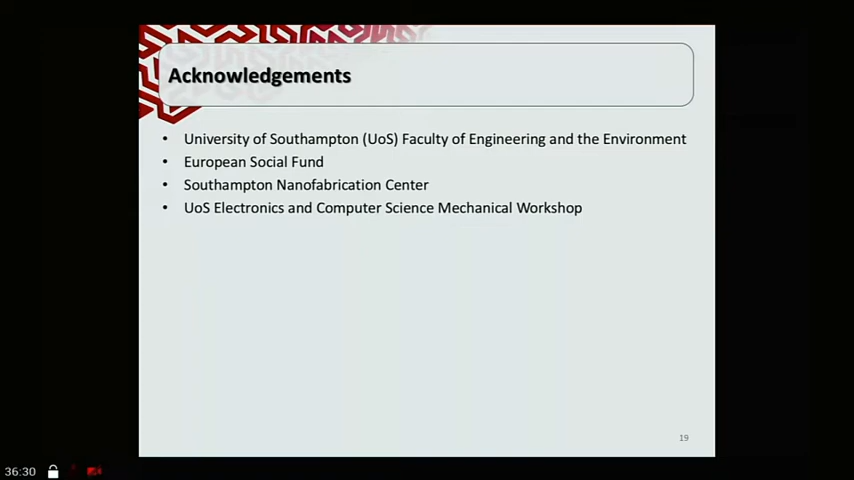 Acknowledgements
• University of Southampton (UoS) Faculty of Engineering and the Environment
• European Social Fund
• Southampton Nanofabrication Center
• UoS Electronics and Computer Science Mechanical Workshop
19
36:30